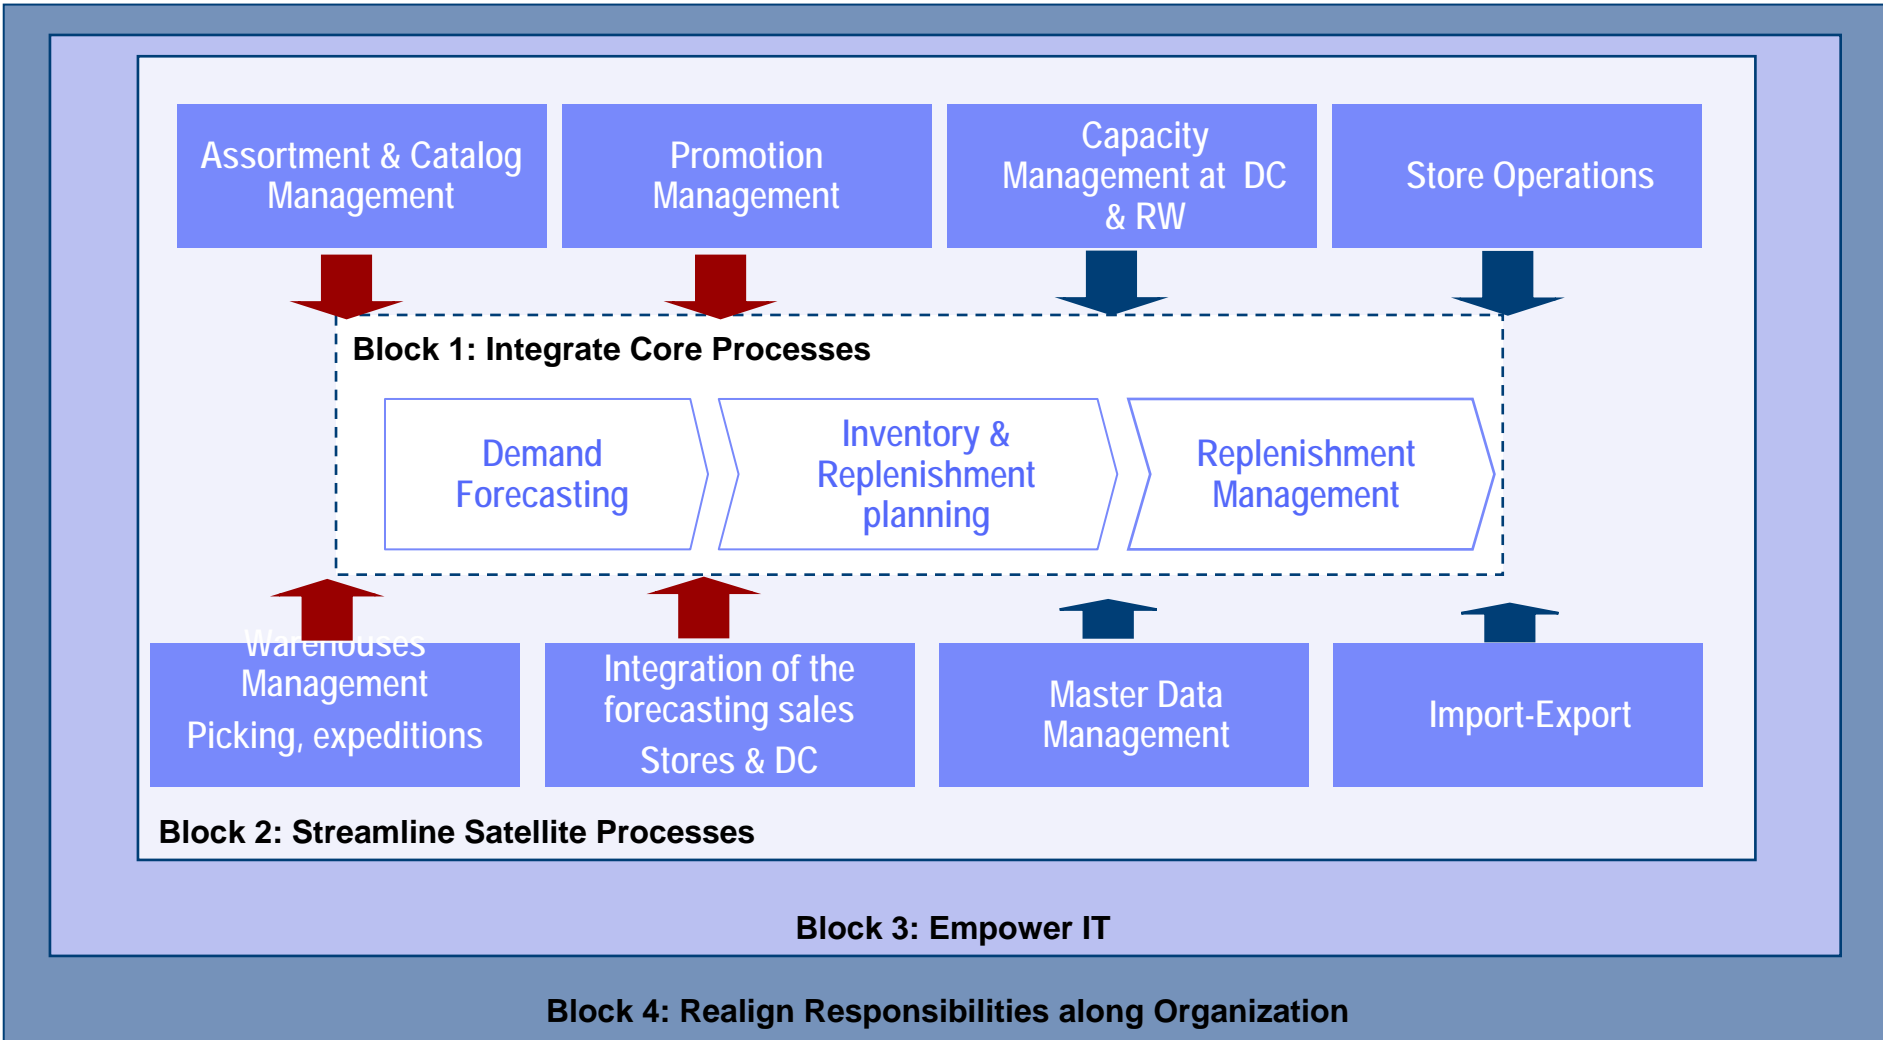 Assortment & Catalog
Management
Promotion
Management
Capacity
Management at DC
& RW
Store Operations
Block 1: Integrate Core Processes
Demand
Forecasting
Inventory &
Replenishment
planning
Replenishment
Management
Warehouses
Management
Picking, expeditions
Integration of the
forecasting sales
Stores & DC
Master Data
Management
Import-Export
Block 2: Streamline Satellite Processes
Block 3: Empower IT
Block 4: Realign Responsibilities along Organization